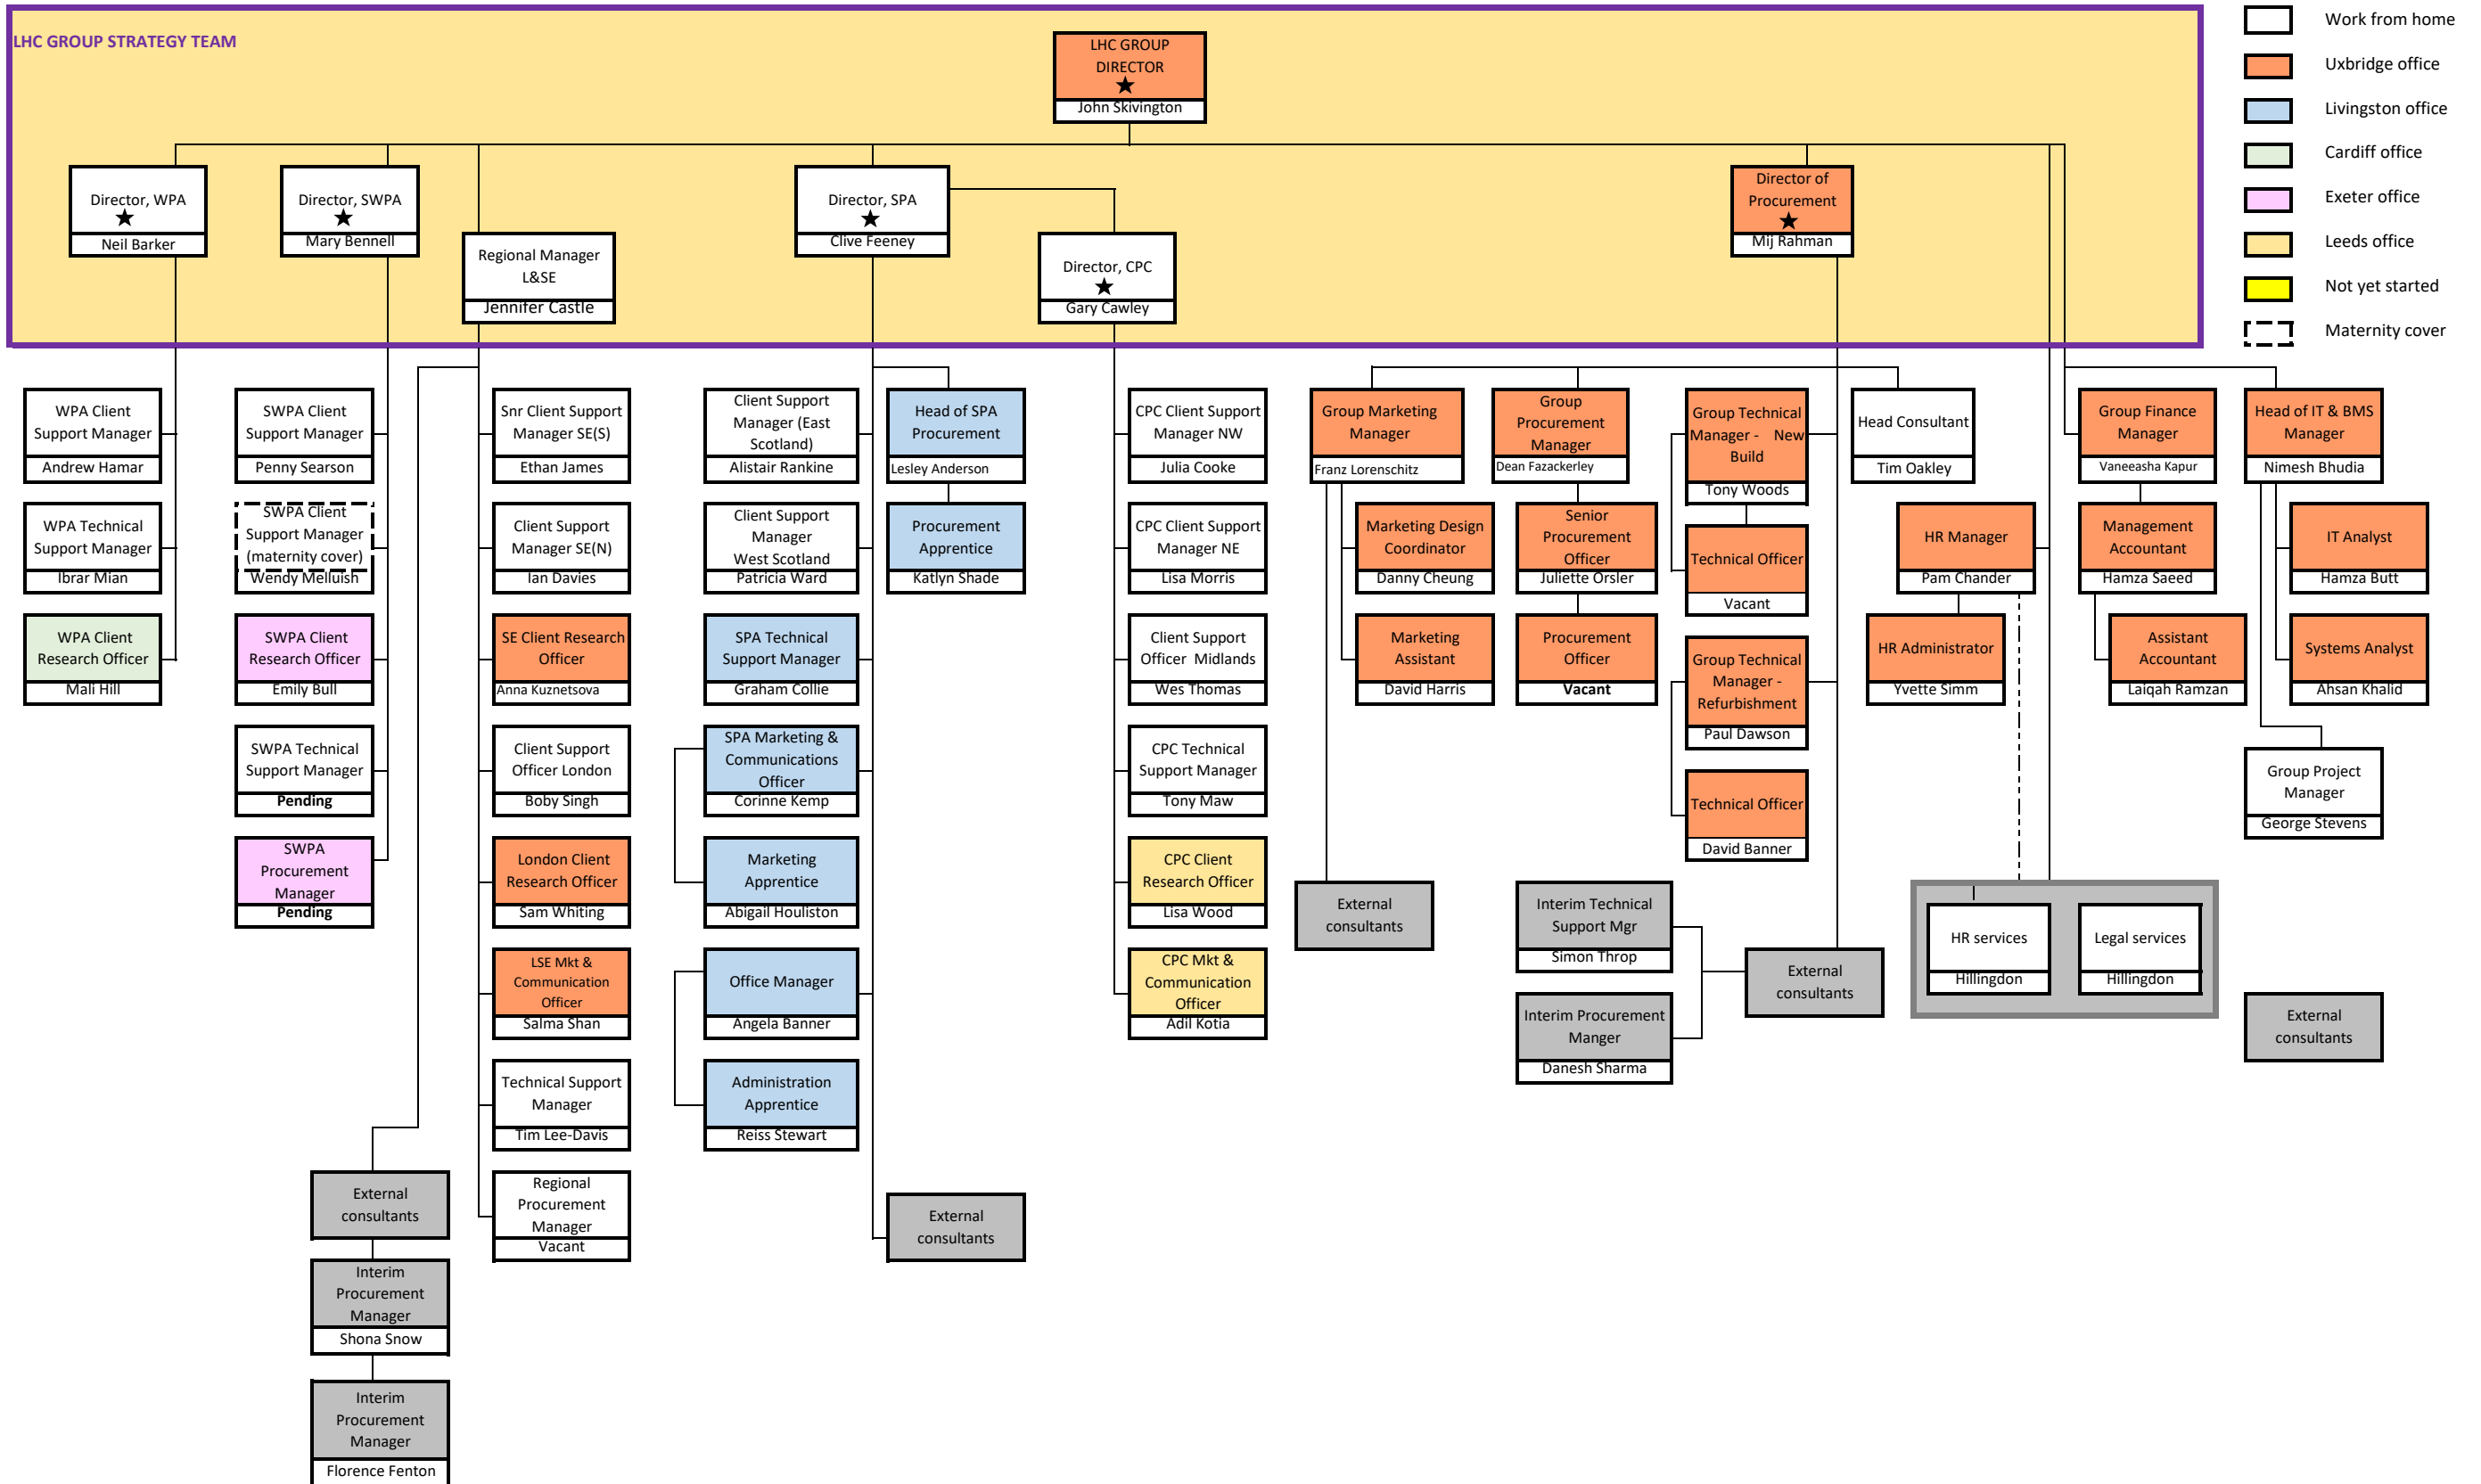 LHC GROUP STRATEGY TEAM
LHC GROUP
DIRECTOR
John Skivington
Work from home
Uxbridge office
Livingston office
Cardiff office
Exeter office
Leeds office
Not yet started
Maternity cover
Director, WPA
Neil Barker
Director, SWPA
Mary Bennell
Regional Manager
L&SE
Jennifer Castle
Director, SPA
Clive Feeney
Director, CPC
Gary Cawley
Director of
Procurement
Mij Rahman
WPA Client
Support Manager
Andrew Hamar
WPA Technical
Support Manager
Ibrar Mian
WPA Client
Research Officer
Mali Hill
SWPA Client
Support Manager
Penny Searson
SWPA Client
Support Manager
(maternity cover)
Wendy Melluish
SWPA Client
Research Officer
Emily Bull
SWPA Technical
Support Manager
Pending
SWPA
Procurement
Manager
Pending
External
consultants
Interim
Procurement
Manager
Shona Snow
Interim
Procurement
Manager
Florence Fenton
Snr Client Support
Manager SE(S)
Ethan James
Client Support
Manager SE(N)
Ian Davies
SE Client Research
Officer
Anna Kuznetsova
Client Support
Officer London
Boby Singh
London Client
Research Officer
Sam Whiting
LSE Mkt &
Communication
Officer
Salma Shan
Technical Support
Manager
Tim Lee-Davis
Regional
Procurement
Manager
Vacant
Client Support
Manager (East
Scotland)
Alistair Rankine
Client Support
Manager
West Scotland
Patricia Ward
SPA Technical
Support Manager
Graham Collie
SPA Marketing &
Communications
Officer
Corinne Kemp
Marketing
Apprentice
Abigail Houliston
Office Manager
Angela Banner
Administration
Apprentice
Reiss Stewart
Head of SPA
Procurement
Lesley Anderson
Procurement
Apprentice
Katlyn Shade
External
consultants
CPC Client Support
Manager NW
Julia Cooke
CPC Client Support
Manager NE
Lisa Morris
Client Support
Officer Midlands
Wes Thomas
CPC Technical
Support Manager
Tony Maw
CPC Client
Research Officer
Lisa Wood
CPC Mkt &
Communication
Officer
Adil Kotia
Group Marketing
Manager
Franz Lorenschitz
Marketing Design
Coordinator
Danny Cheung
Marketing
Assistant
David Harris
External
consultants
Group
Procurement
Manager
Dean Fazackerley
Senior
Procurement
Officer
Juliette Orsler
Procurement
Officer
Vacant
Interim Technical
Support Mgr
Simon Throp
Interim Procurement
Manger
Danesh Sharma
Group Technical
Manager - New
Build
Tony Woods
Technical Officer
Vacant
Group Technical
Manager -
Refurbishment
Paul Dawson
Technical Officer
David Banner
External
consultants
Head Consultant
Tim Oakley
HR Manager
Pam Chander
HR Administrator
Yvette Simm
HR services
Hillingdon
Legal services
Hillingdon
Group Finance
Manager
Vaneeasha Kapur
Management
Accountant
Hamza Saeed
Assistant
Accountant
Laiqah Ramzan
Head of IT & BMS
Manager
Nimesh Bhudia
IT Analyst
Hamza Butt
Systems Analyst
Ahsan Khalid
Group Project
Manager
George Stevens
External
consultants